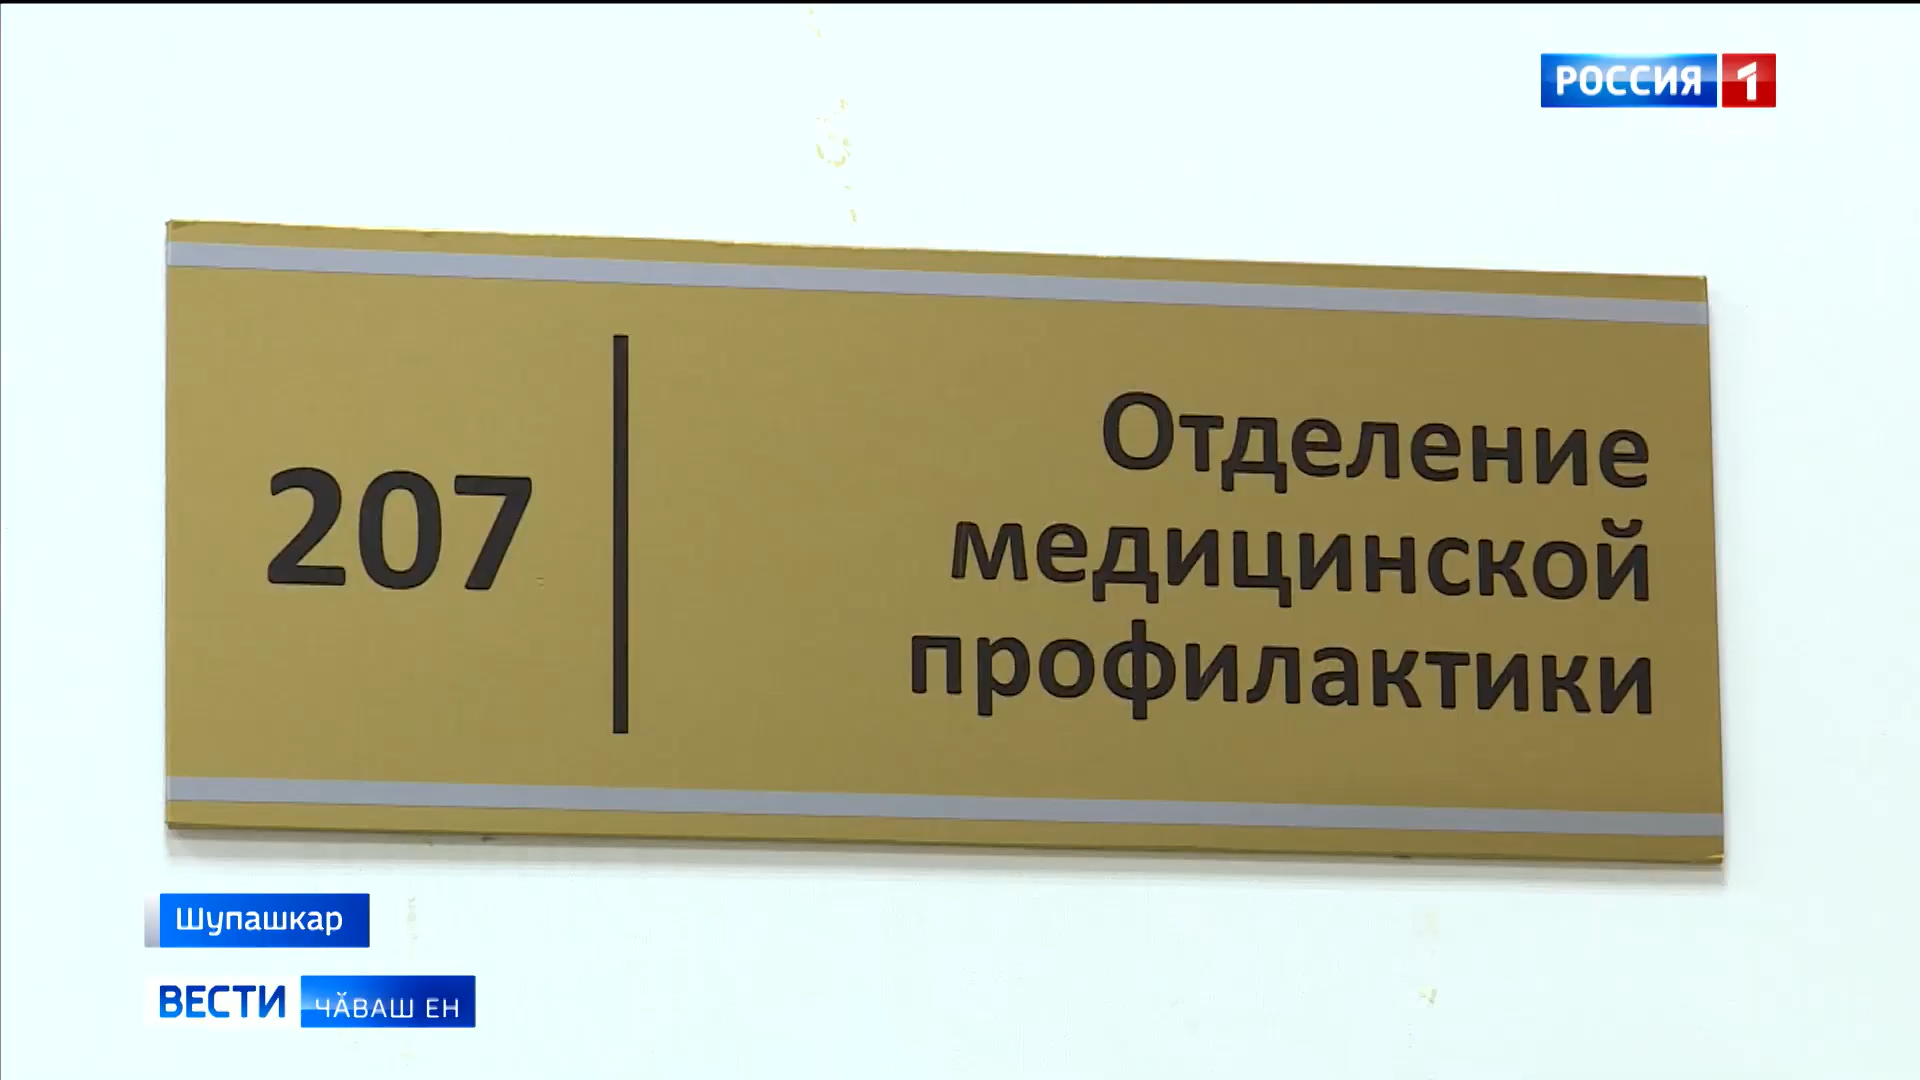 РОССИЯ 1
207
Отделение
медицинской
профилактики
Шупашкар
ВЕСТИ ЧӐВАШ ЕН